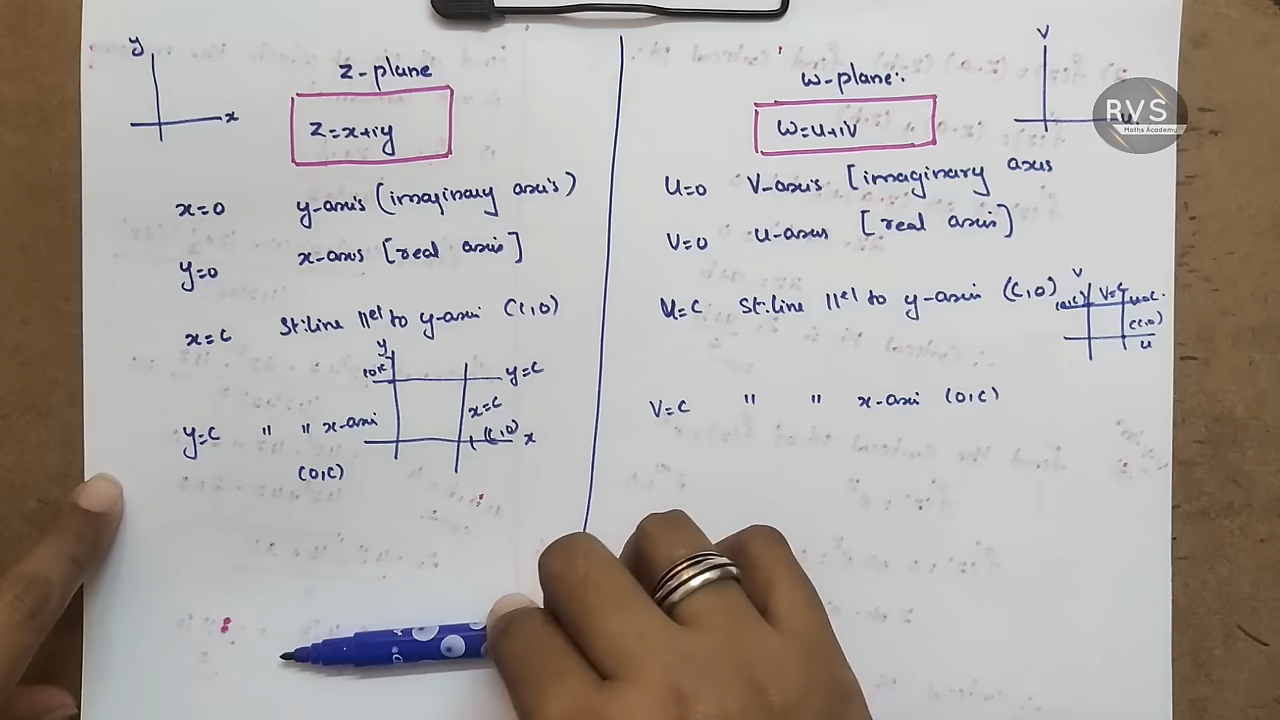 y
x
z-plane
z=x+iy
x=0 y-axis (imaginary axis)
y=0 x-axis [real axis]
x=c St.line 11el to y-axis (c,0)
y
(0,c
y=c
x=c
(c,0) x
y=c " " x-axis
(0,c)
v
w-plane:
RVS
Maths Academy
w=u+iv
u=0 v-axis [imaginary axis
v=0 u-axis [real axis]
u=c St.line 11el to y-axis (c,0)
v
(0,c) v=c u=c.
(c,0)
u
v=c " " x-axis (0,c)